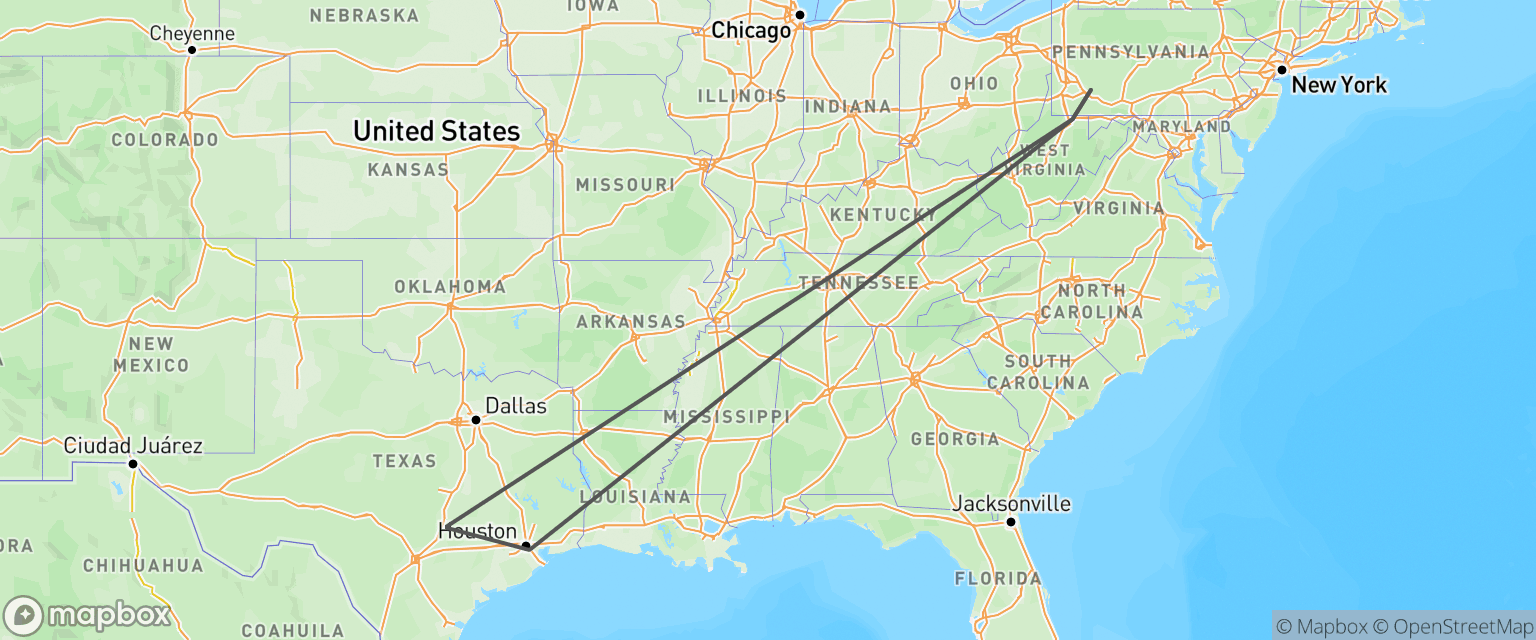 NEBRASKA
IOWA
Chicago
Cheyenne
PENNSYLVANIA
New York
OHIO
ILLINOIS
INDIANA
United States
COLORADO
MARYLAND
KANSAS
WEST
VIRGINIA
MISSOURI
KENTUCKY
VIRGINIA
OKLAHOMA
TENNESSEE
NORTH
CAROLINA
ARKANSAS
NEW
MEXICO
SOUTH
CAROLINA
Dallas
MISSISSIPPI
GEORGIA
Ciudad Juárez
TEXAS
LOUISIANA
Jacksonville
Houston
ORA
CHIHUAHUA
FLORIDA
mapbox
COAHUILA
© Mapbox © OpenStreetMap